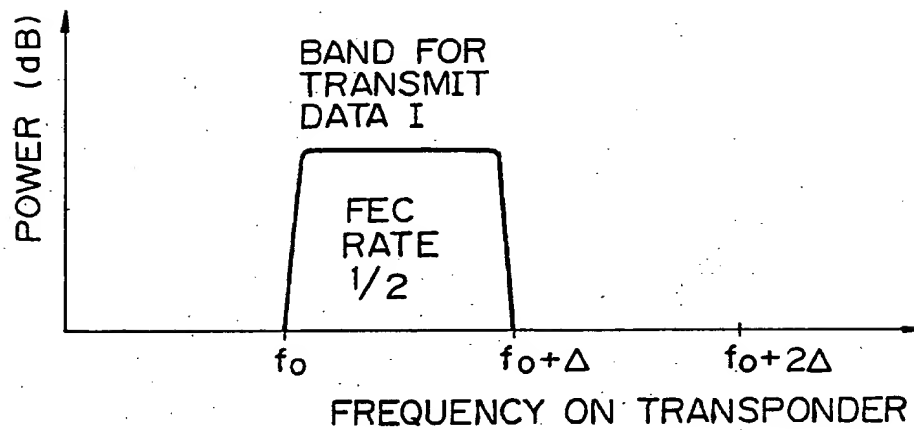 POWER (dB)
BAND FOR
TRANSMIT
DATA I
FEC
RATE
1/2
fo
fo+Δ
fo+2Δ
FREQUENCY ON TRANSPONDER